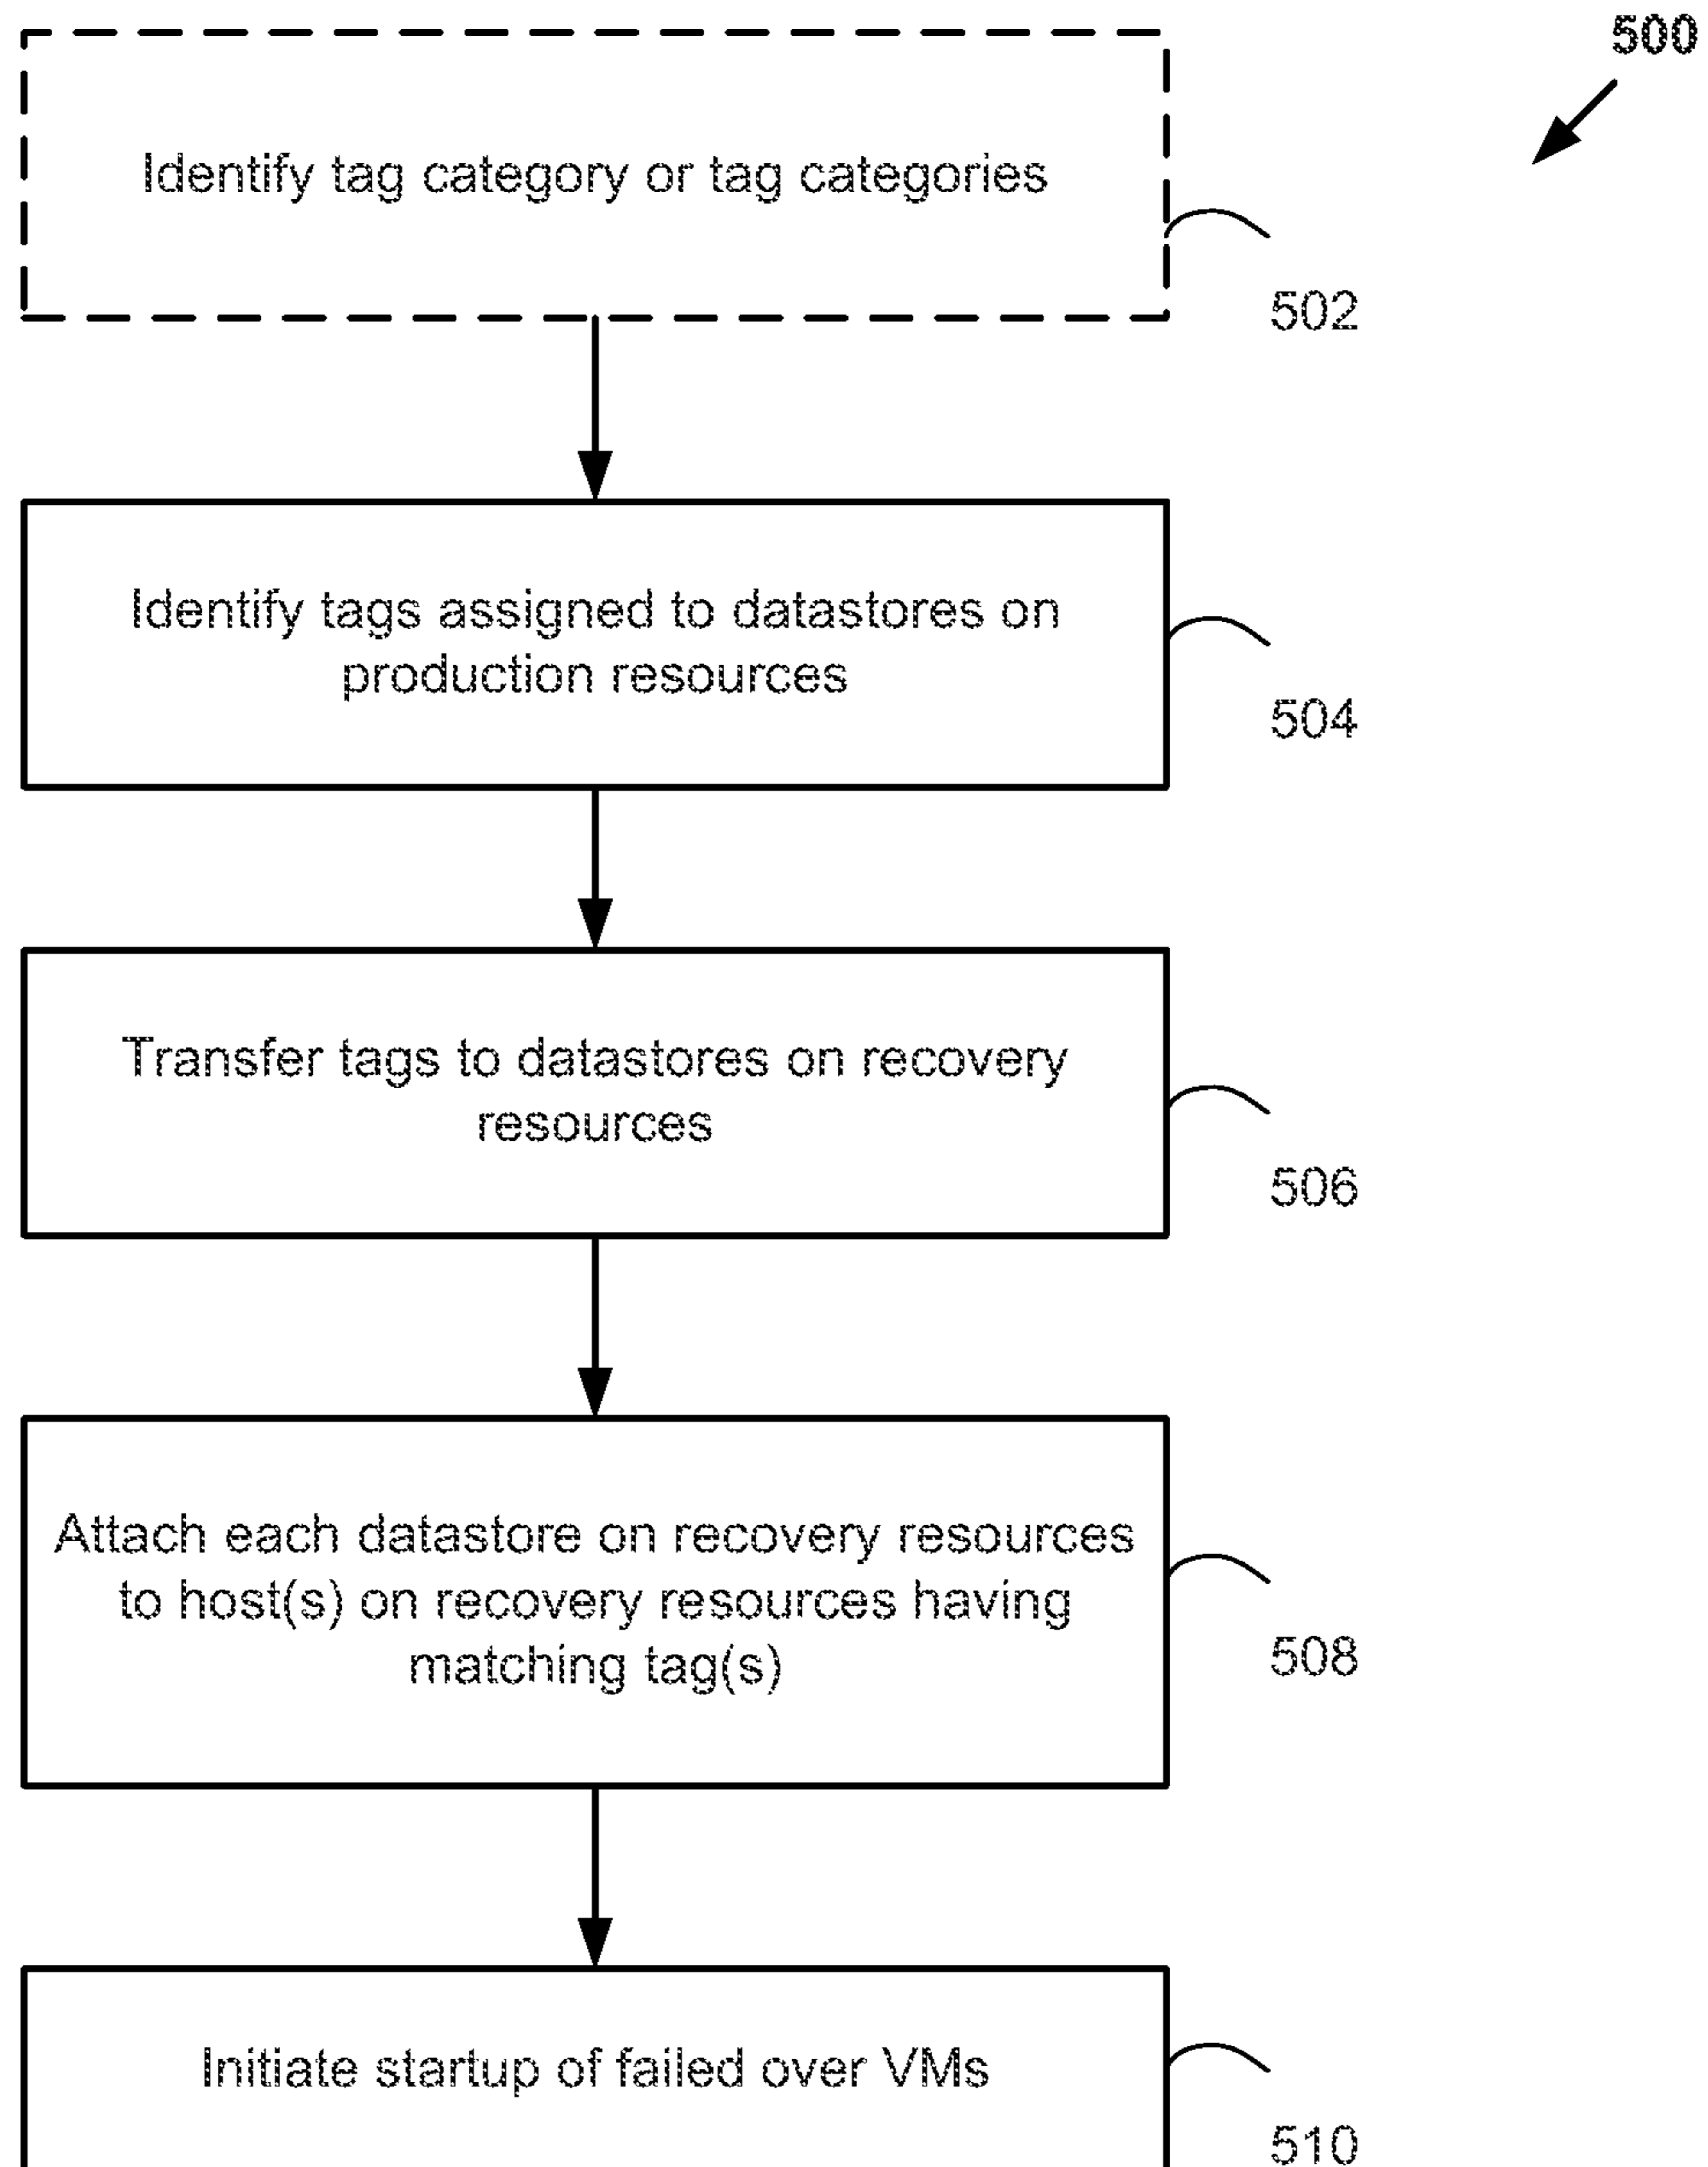 500
Identify tag category or tag categories
502
Identify tags assigned to datastores on
production resources
504
Transfer tags to datastores on recovery
resources
506
Attach each datastore on recovery resources
to host(s) on recovery resources having
matching tag(s)
508
Initiate startup of failed over VMs
510